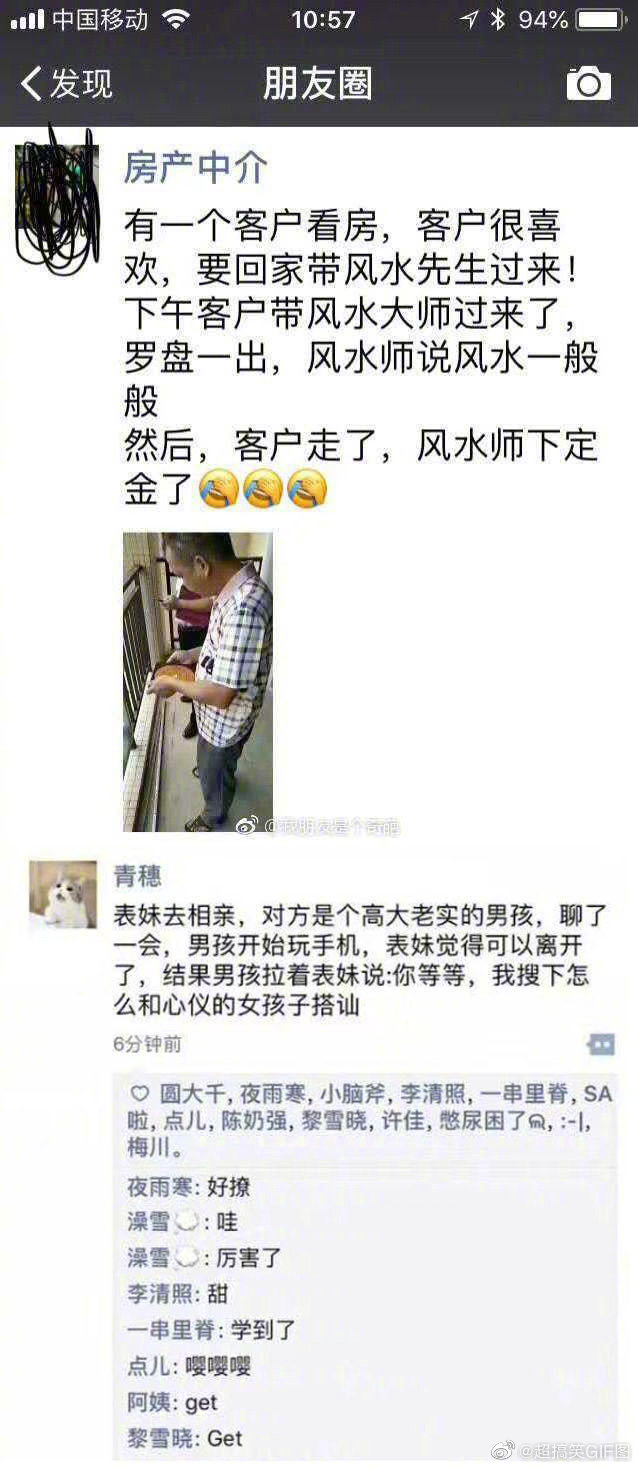 中国移动 10:57 94%
发现 朋友圈
房产中介
有一个客户看房，客户很喜
欢，要回家带风水先生过来！
下午客户带风水大师过来了，
罗盘一出，风水师说风水一般
般
然后，客户走了，风水师下定
金了🤦🤦🤦
@我朋友是个奇葩
青穗
表妹去相亲，对方是个高大老实的男孩，聊了
一会，男孩开始玩手机，表妹觉得可以离开
了，结果男孩拉着表妹说:你等等，我搜下怎
么和心仪的女孩子搭讪
6分钟前
♡ 圆大千, 夜雨寒, 小脑斧, 李清照, 一串里脊, SA
啦, 点儿, 陈奶强, 黎雪晓, 许佳, 憋尿困了ฅ, :-|,
梅川。
夜雨寒: 好撩
澡雪: 哇
澡雪: 厉害了
李清照: 甜
一串里脊: 学到了
点儿: 嘤嘤嘤
阿姨: get
黎雪晓: Get
@超搞笑GIF图